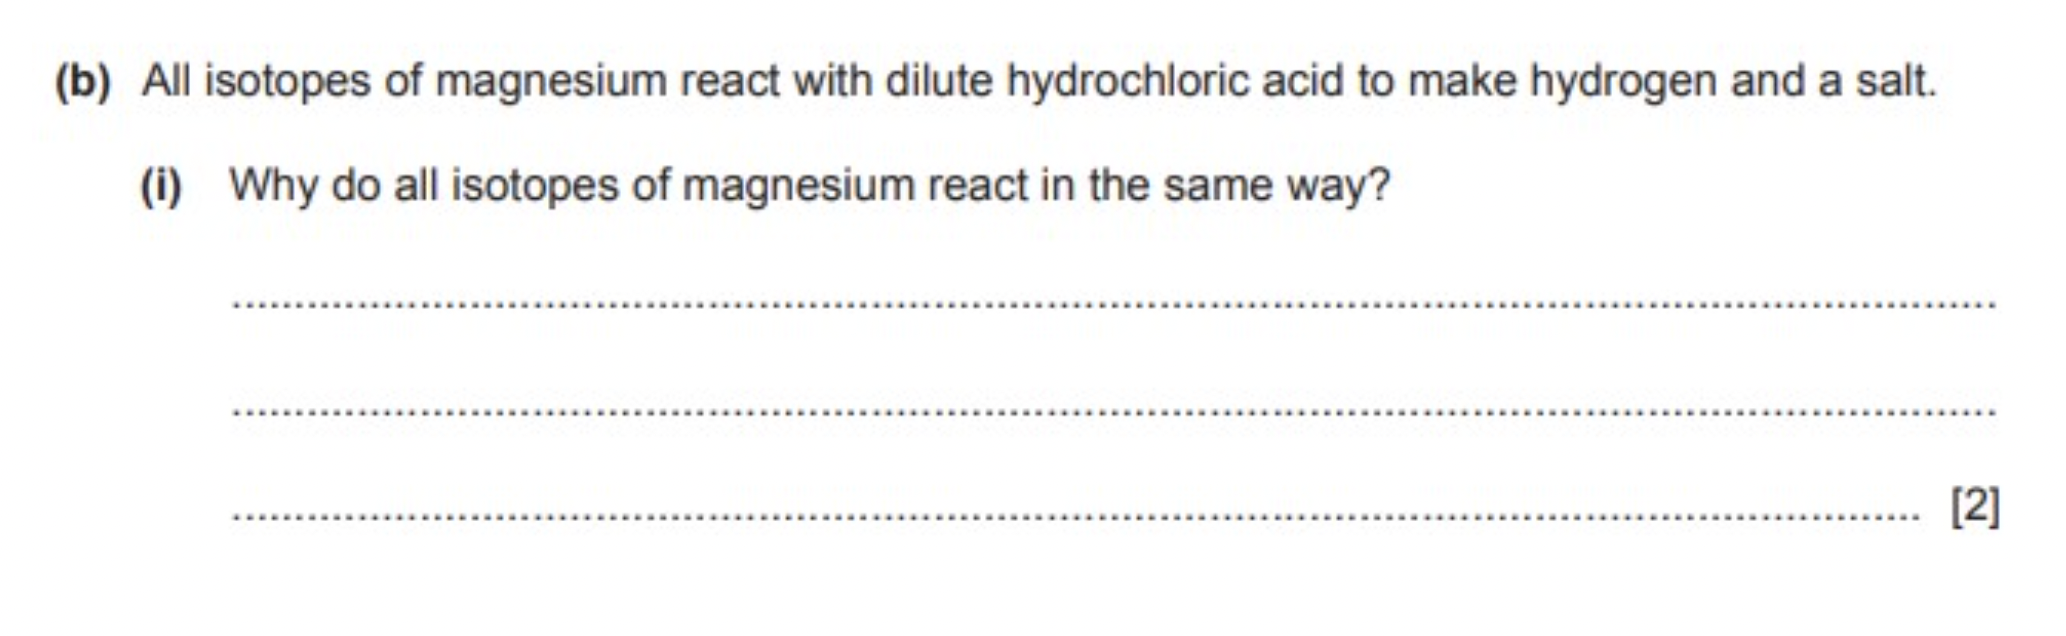 (b) All isotopes of magnesium react with dilute hydrochloric acid to make hydrogen and a salt.
(i) Why do all isotopes of magnesium react in the same way?
[2]